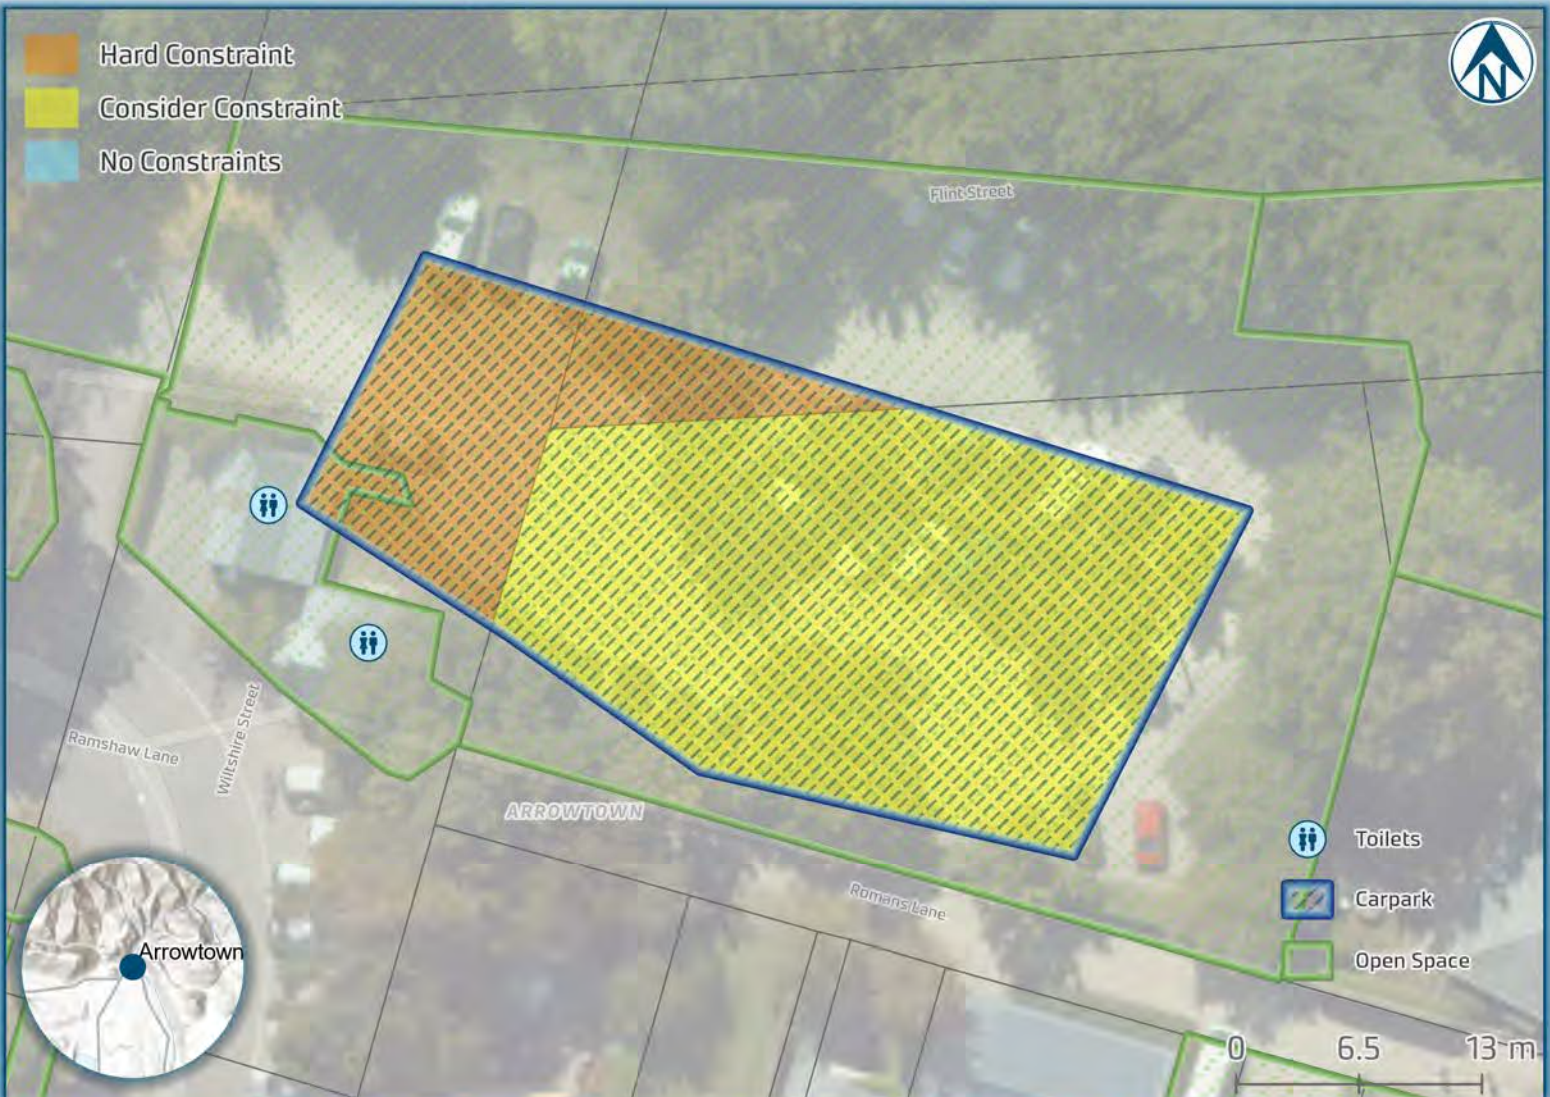 Hard Constraint
Consider Constraint
No Constraints
N
Flint Street
Ramshaw Lane
Wiltshire Street
ARROWTOWN
Romans Lane
Arrowtown
Toilets
Carpark
Open Space
0 6.5 13 m